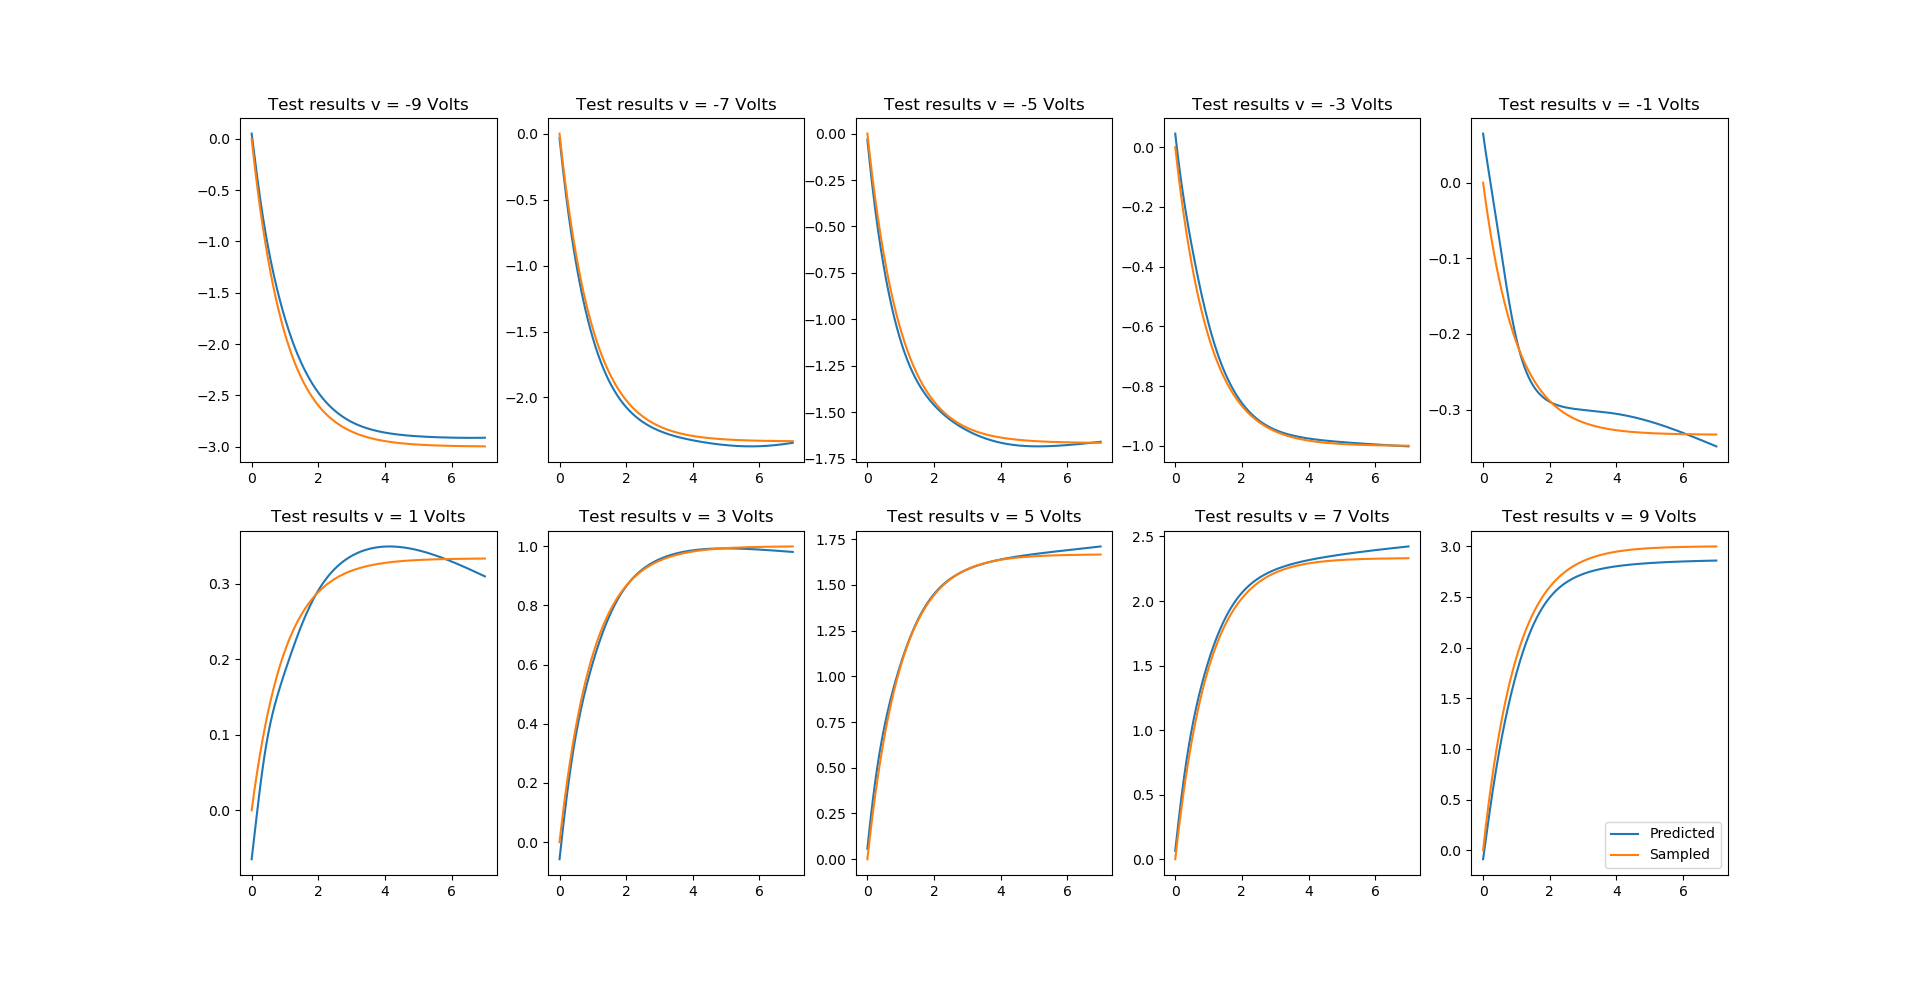 Test results v = -9 Volts
0.0
−0.5
−1.0
−1.5
−2.0
−2.5
−3.0
0 2 4 6
Test results v = -7 Volts
0.0
−0.5
−1.0
−1.5
−2.0
0 2 4 6
Test results v = -5 Volts
0.00
−0.25
−0.50
−0.75
−1.00
−1.25
−1.50
−1.75
0 2 4 6
Test results v = -3 Volts
0.0
−0.2
−0.4
−0.6
−0.8
−1.0
0 2 4 6
Test results v = -1 Volts
0.0
−0.1
−0.2
−0.3
0 2 4 6
Test results v = 1 Volts
0.3
0.2
0.1
0.0
0 2 4 6
Test results v = 3 Volts
1.0
0.8
0.6
0.4
0.2
0.0
0 2 4 6
Test results v = 5 Volts
1.75
1.50
1.25
1.00
0.75
0.50
0.25
0.00
0 2 4 6
Test results v = 7 Volts
2.5
2.0
1.5
1.0
0.5
0.0
0 2 4 6
Test results v = 9 Volts
3.0
2.5
2.0
1.5
1.0
0.5
0.0
Predicted
Sampled
0 2 4 6